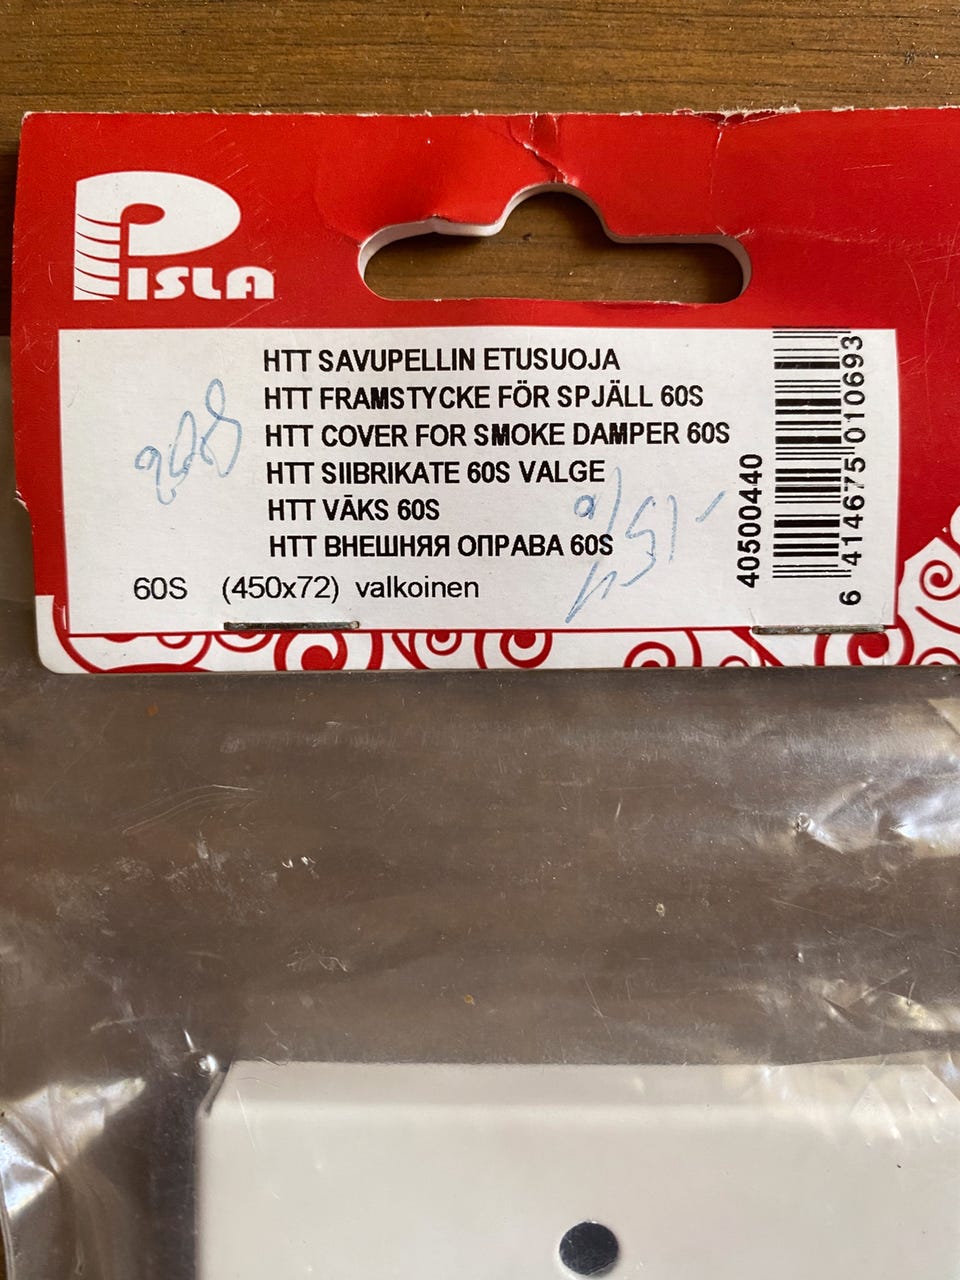 PISLA
HTT SAVUPELLIN ETUSUOJA
HTT FRAMSTYCKE FÖR SPJÄLL 60S
HTT COVER FOR SMOKE DAMPER 60S
HTT SIIBRIKATE 60S VALGE
HTT VĀKS 60S
HTT ВНЕШНЯЯ ОПРАВА 60S
60S (450x72) valkoinen
40500440
6 414675 010693